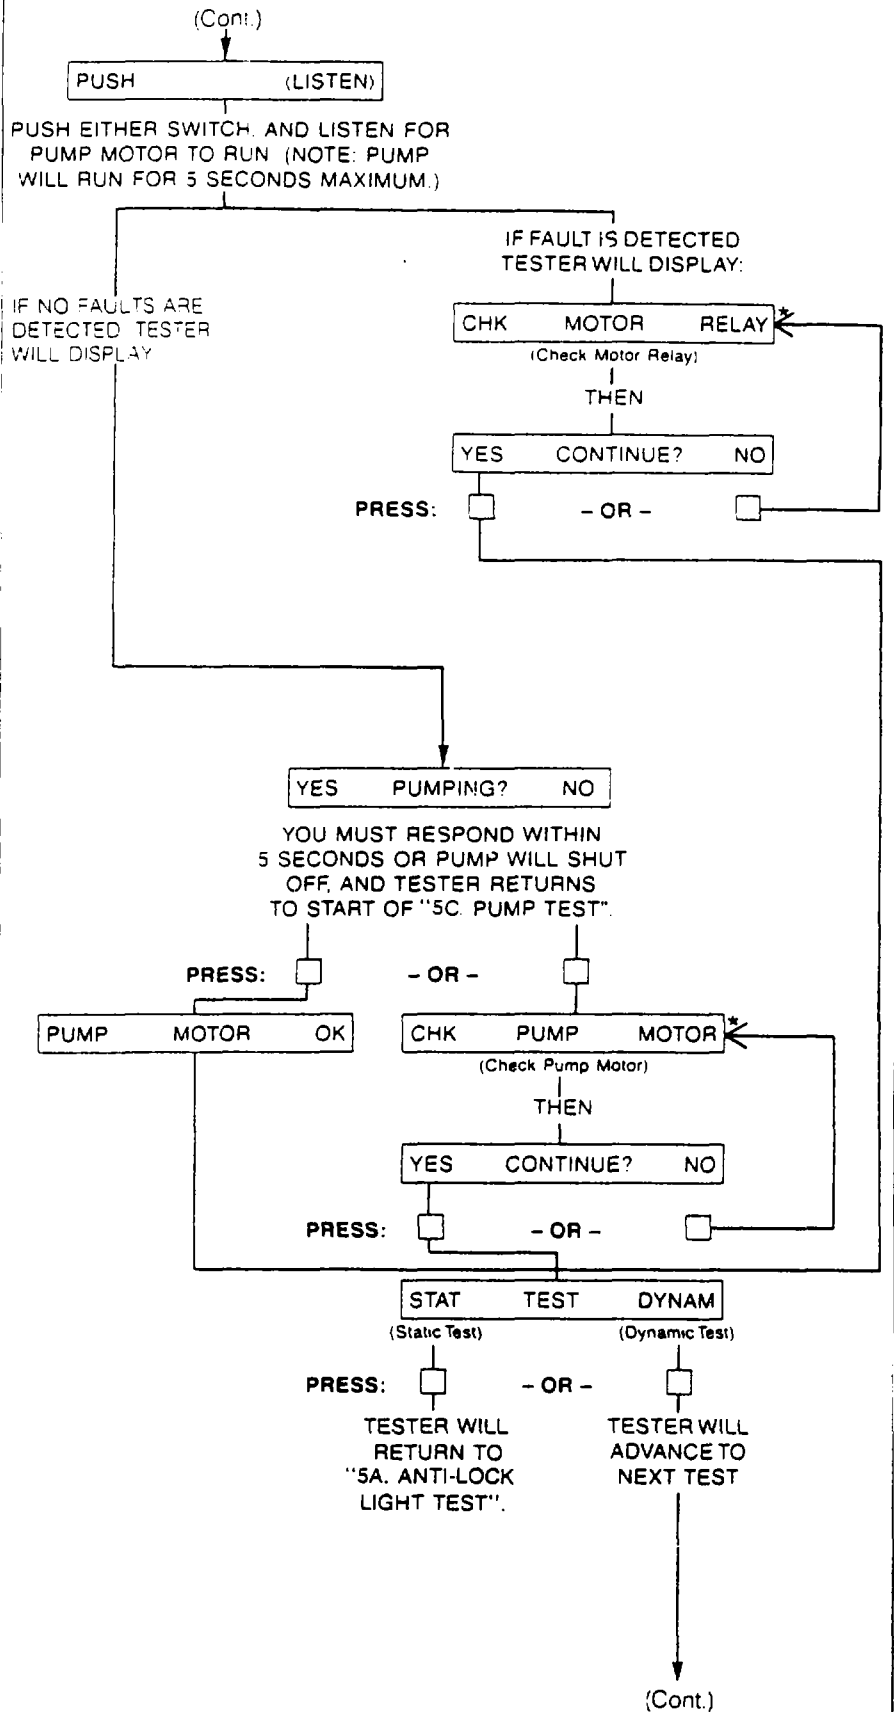 (Cont.)
PUSH (LISTEN)
PUSH EITHER SWITCH, AND LISTEN FOR
PUMP MOTOR TO RUN (NOTE: PUMP
WILL RUN FOR 5 SECONDS MAXIMUM.)
IF FAULT IS DETECTED
TESTER WILL DISPLAY:
IF NO FAULTS ARE
DETECTED TESTER
WILL DISPLAY
CHK MOTOR RELAY*
(Check Motor Relay)
THEN
YES CONTINUE? NO
PRESS: – OR –
YES PUMPING? NO
YOU MUST RESPOND WITHIN
5 SECONDS OR PUMP WILL SHUT
OFF, AND TESTER RETURNS
TO START OF "5C. PUMP TEST".
PRESS: – OR –
PUMP MOTOR OK
CHK PUMP MOTOR*
(Check Pump Motor)
THEN
YES CONTINUE? NO
PRESS: – OR –
STAT TEST DYNAM
(Static Test) (Dynamic Test)
PRESS: – OR –
TESTER WILL
RETURN TO
"5A. ANTI-LOCK
LIGHT TEST".
TESTER WILL
ADVANCE TO
NEXT TEST
(Cont.)